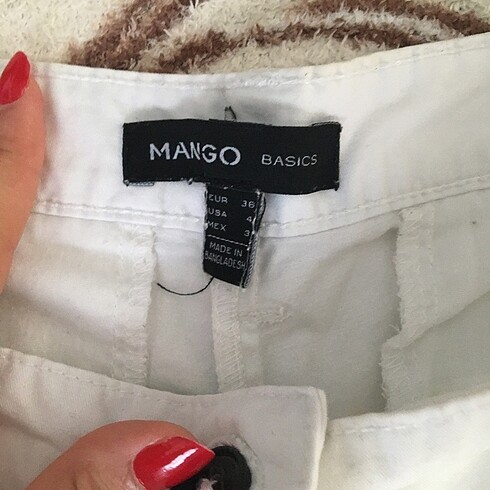 MANGO BASICS
EUR 36
USA 4
MEX 3
MADE IN
BANGLADESH